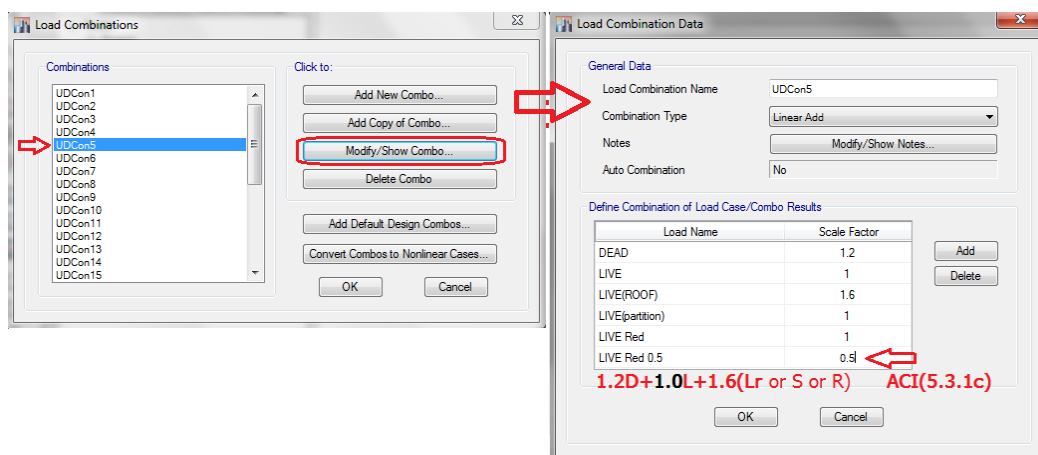 Load Combinations
Combinations
UDCon1
UDCon2
UDCon3
UDCon4
UDCon5
UDCon6
UDCon7
UDCon8
UDCon9
UDCon10
UDCon11
UDCon12
UDCon13
UDCon14
UDCon15
Click to:
Add New Combo...
Add Copy of Combo...
Modify/Show Combo...
Delete Combo
Add Default Design Combos...
Convert Combos to Nonlinear Cases...
OK Cancel
Load Combination Data
General Data
Load Combination Name UDCon5
Combination Type Linear Add
Notes Modify/Show Notes...
Auto Combination No
Define Combination of Load Case/Combo Results
Load Name Scale Factor
DEAD 1.2
LIVE 1
LIVE(ROOF) 1.6
LIVE(partition) 1
LIVE Red 1
LIVE Red 0.5 0.5
Add
Delete
1.2D+1.0L+1.6(Lr or S or R) ACI(5.3.1c)
OK Cancel